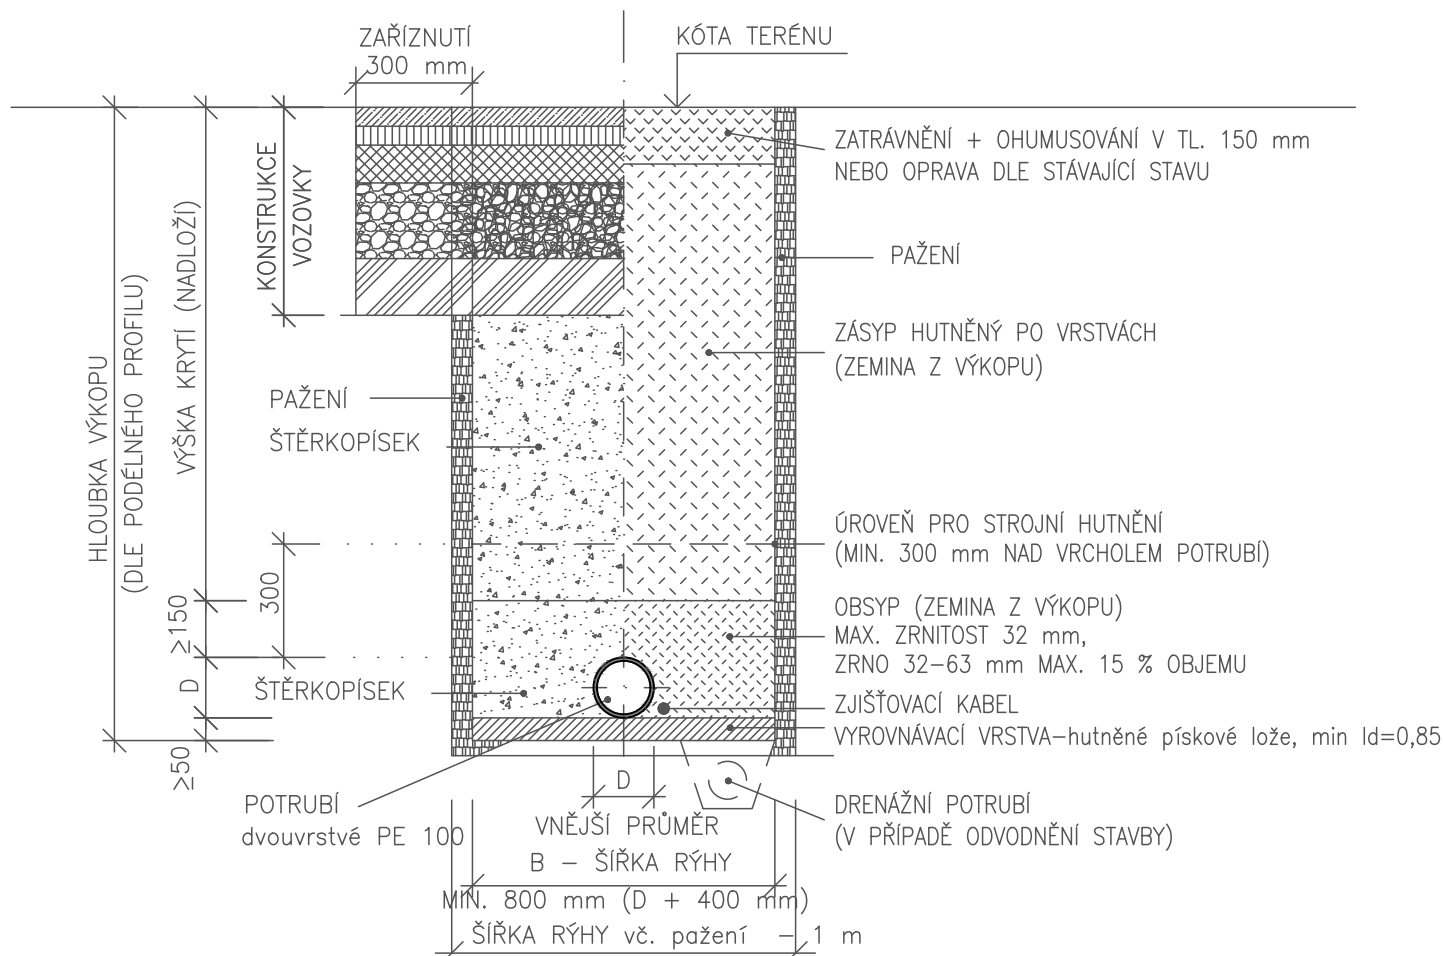 ZAŘÍZNUTÍ
300 mm
KÓTA TERÉNU
ZATRÁVNĚNÍ + OHUMUSOVÁNÍ V TL. 150 mm
NEBO OPRAVA DLE STÁVAJÍCÍ STAVU
KONSTRUKCE
VOZOVKY
PAŽENÍ
HLOUBKA VÝKOPU
(DLE PODÉLNÉHO PROFILU)
VÝŠKA KRYTÍ (NADLOŽÍ)
ZÁSYP HUTNĚNÝ PO VRSTVÁCH
(ZEMINA Z VÝKOPU)
PAŽENÍ
ŠTĚRKOPÍSEK
ÚROVEŇ PRO STROJNÍ HUTNĚNÍ
(MIN. 300 mm NAD VRCHOLEM POTRUBÍ)
300
≥150
D
≥50
OBSYP (ZEMINA Z VÝKOPU)
MAX. ZRNITOST 32 mm,
ZRNO 32-63 mm MAX. 15 % OBJEMU
ŠTĚRKOPÍSEK
ZJIŠŤOVACÍ KABEL
VYROVNÁVACÍ VRSTVA-hutněné pískové lože, min Id=0,85
POTRUBÍ
dvouvrstvé PE 100
D
VNĚJŠÍ PRŮMĚR
DRENÁŽNÍ POTRUBÍ
(V PŘÍPADĚ ODVODNĚNÍ STAVBY)
B - ŠÍŘKA RÝHY
MIN. 800 mm (D + 400 mm)
ŠÍŘKA RÝHY vč. pažení - 1 m